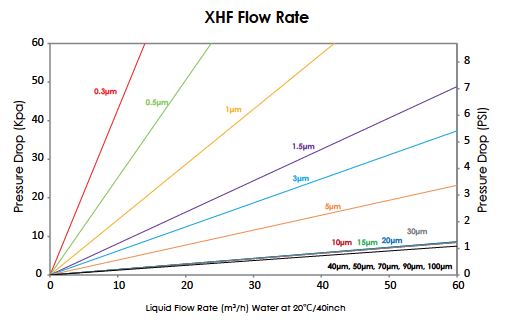 XHF Flow Rate
60
50
40
30
20
10
0
Pressure Drop (Kpa)
8
7
6
5
4
3
2
1
0
Pressure Drop (PSI)
0.3μm
0.5μm
1μm
1.5μm
3μm
5μm
10μm 15μm 20μm 30μm
40μm, 50μm, 70μm, 90μm, 100μm
0 10 20 30 40 50 60
Liquid Flow Rate (m³/h) Water at 20℃/40inch